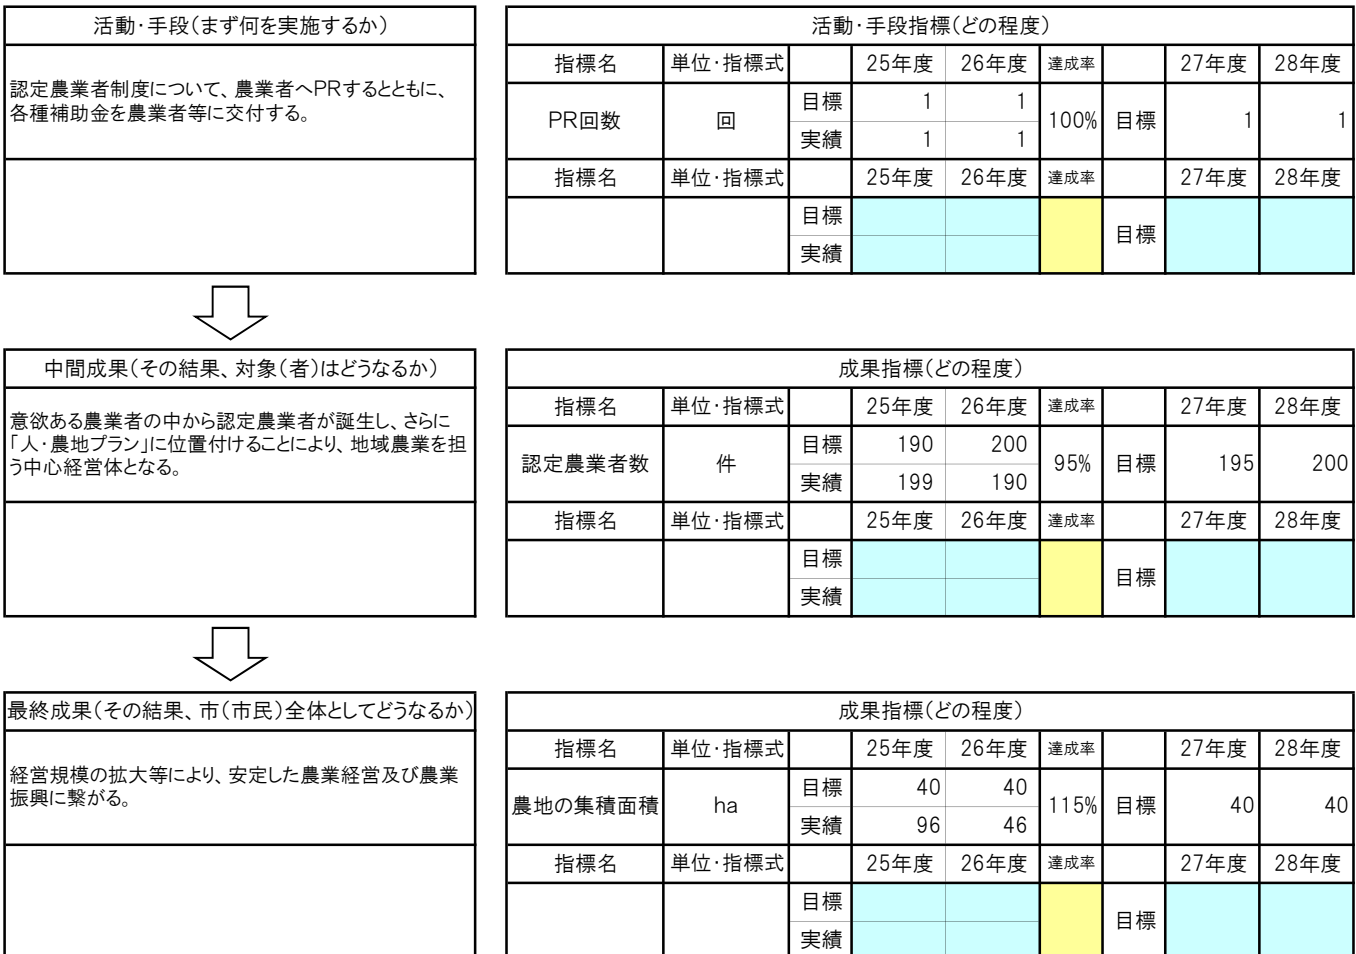 活動・手段（まず何を実施するか）
活動・手段指標（どの程度）
認定農業者制度について、農業者へPRするとともに、
各種補助金を農業者等に交付する。
指標名 単位・指標式 25年度 26年度 達成率 27年度 28年度
PR回数 回 目標 1 1 100% 目標 1 1
実績 1 1
指標名 単位・指標式 25年度 26年度 達成率 27年度 28年度
目標 目標
実績
中間成果（その結果、対象（者）はどうなるか）
成果指標（どの程度）
意欲ある農業者の中から認定農業者が誕生し、さらに
「人・農地プラン」に位置付けることにより、地域農業を担
う中心経営体となる。
指標名 単位・指標式 25年度 26年度 達成率 27年度 28年度
認定農業者数 件 目標 190 200 95% 目標 195 200
実績 199 190
指標名 単位・指標式 25年度 26年度 達成率 27年度 28年度
目標 目標
実績
最終成果（その結果、市（市民）全体としてどうなるか）
成果指標（どの程度）
経営規模の拡大等により、安定した農業経営及び農業
振興に繋がる。
指標名 単位・指標式 25年度 26年度 達成率 27年度 28年度
農地の集積面積 ha 目標 40 40 115% 目標 40 40
実績 96 46
指標名 単位・指標式 25年度 26年度 達成率 27年度 28年度
目標 目標
実績